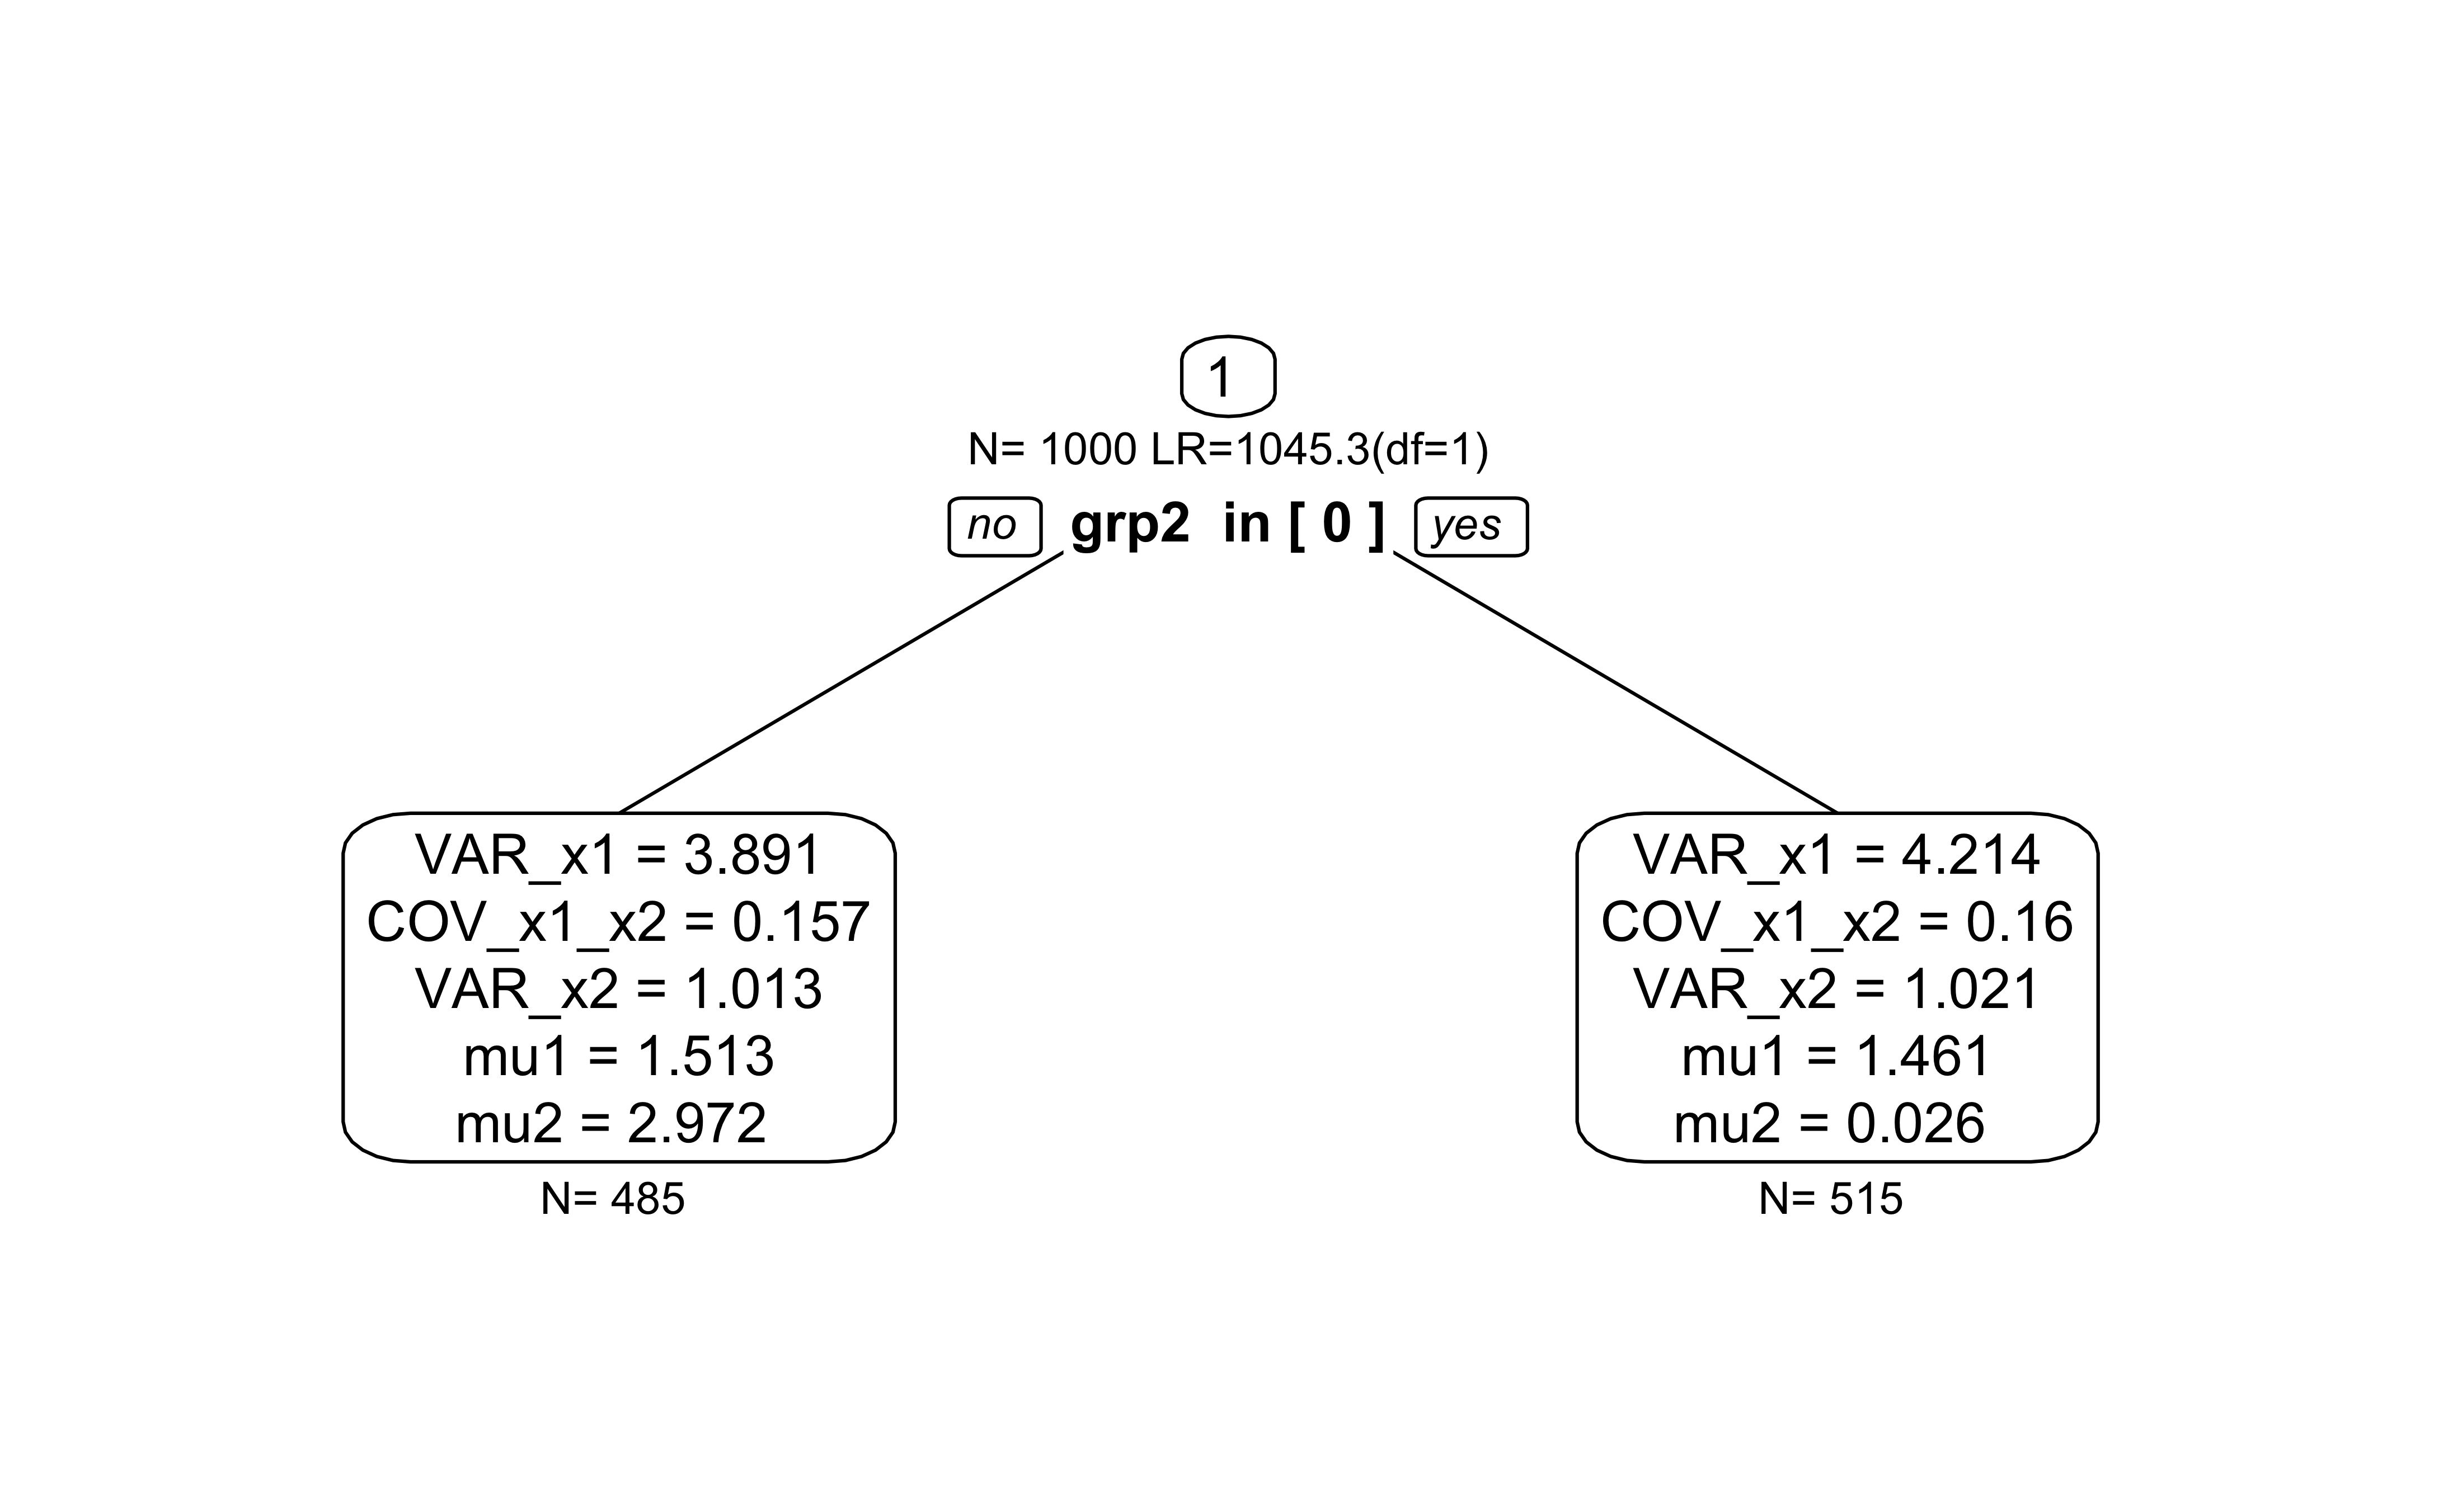 1
N= 1000 LR=1045.3(df=1)
no grp2 in [ 0 ] yes
VAR_x1 = 3.891
COV_x1_x2 = 0.157
VAR_x2 = 1.013
mu1 = 1.513
mu2 = 2.972
N= 485
VAR_x1 = 4.214
COV_x1_x2 = 0.16
VAR_x2 = 1.021
mu1 = 1.461
mu2 = 0.026
N= 515